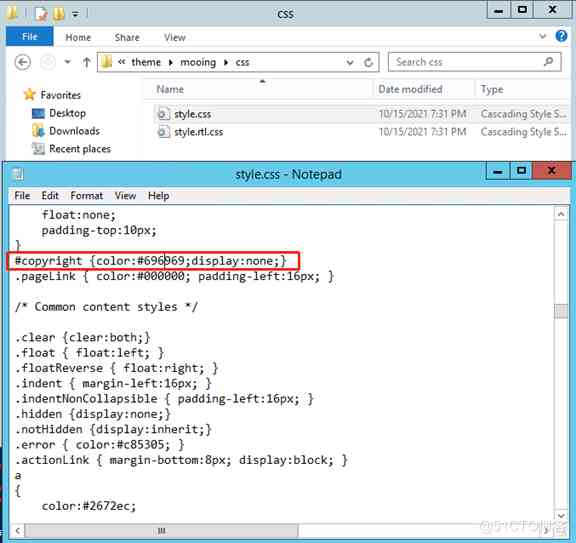 css
File Home Share View
« theme ▸ mooing ▸ css
Search css
Favorites
Desktop
Downloads
Recent places
Name Date modified Type
style.css 10/15/2021 7:31 PM Cascading Style S...
style.rtl.css 10/15/2021 7:31 PM Cascading Style S...
style.css - Notepad
File Edit Format View Help
float:none;
padding-top:10px;
}
#copyright {color:#696969;display:none;}
.pageLink { color:#000000; padding-left:16px; }
/* Common content styles */
.clear {clear:both;}
.float { float:left; }
.floatReverse { float:right; }
.indent { margin-left:16px; }
.indentNonCollapsible { padding-left:16px; }
.hidden {display:none;}
.notHidden {display:inherit;}
.error { color:#c85305; }
.actionLink { margin-bottom:8px; display:block; }
a
{
color:#2672ec;
@51CTO博客